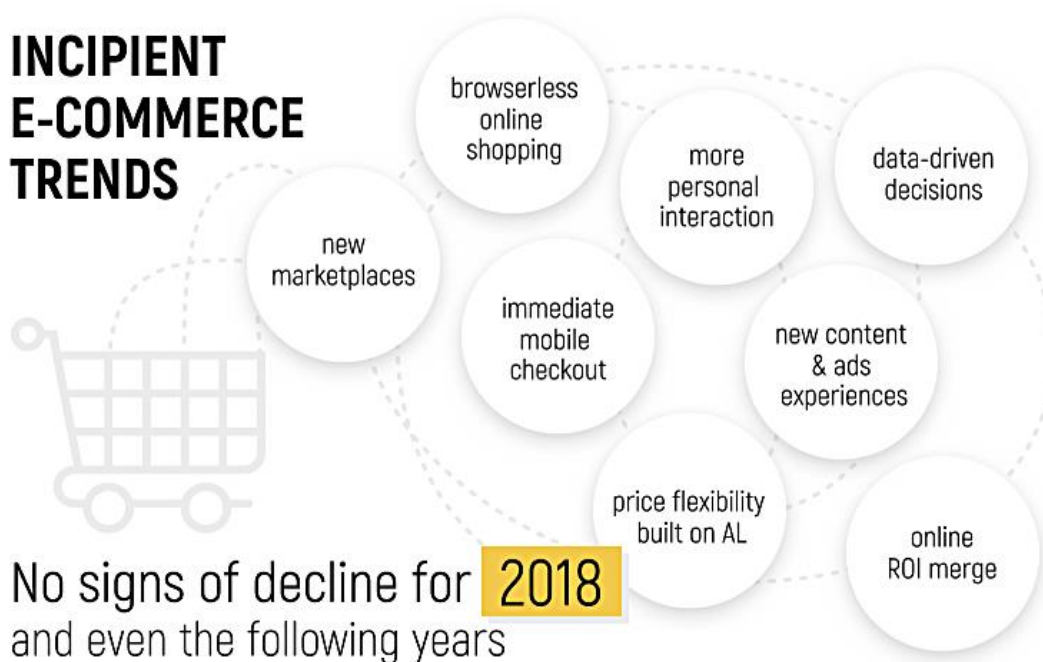 INCIPIENT
E-COMMERCE
TRENDS
browserless
online
shopping
more
personal
interaction
data-driven
decisions
new
marketplaces
immediate
mobile
checkout
new content
& ads
experiences
price flexibility
built on AL
online
ROI merge
No signs of decline for 2018
and even the following years